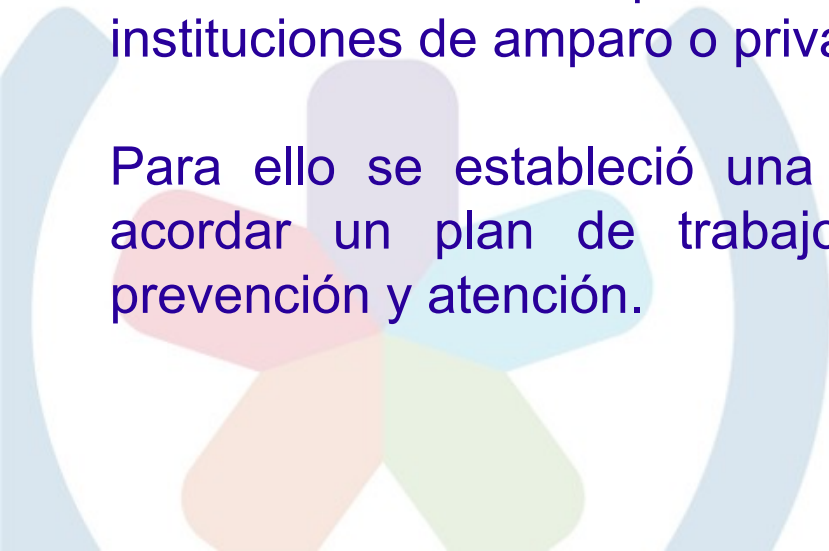 instituciones de amparo o priva
Para ello se estableció una
acordar un plan de trabajo
prevención y atención.